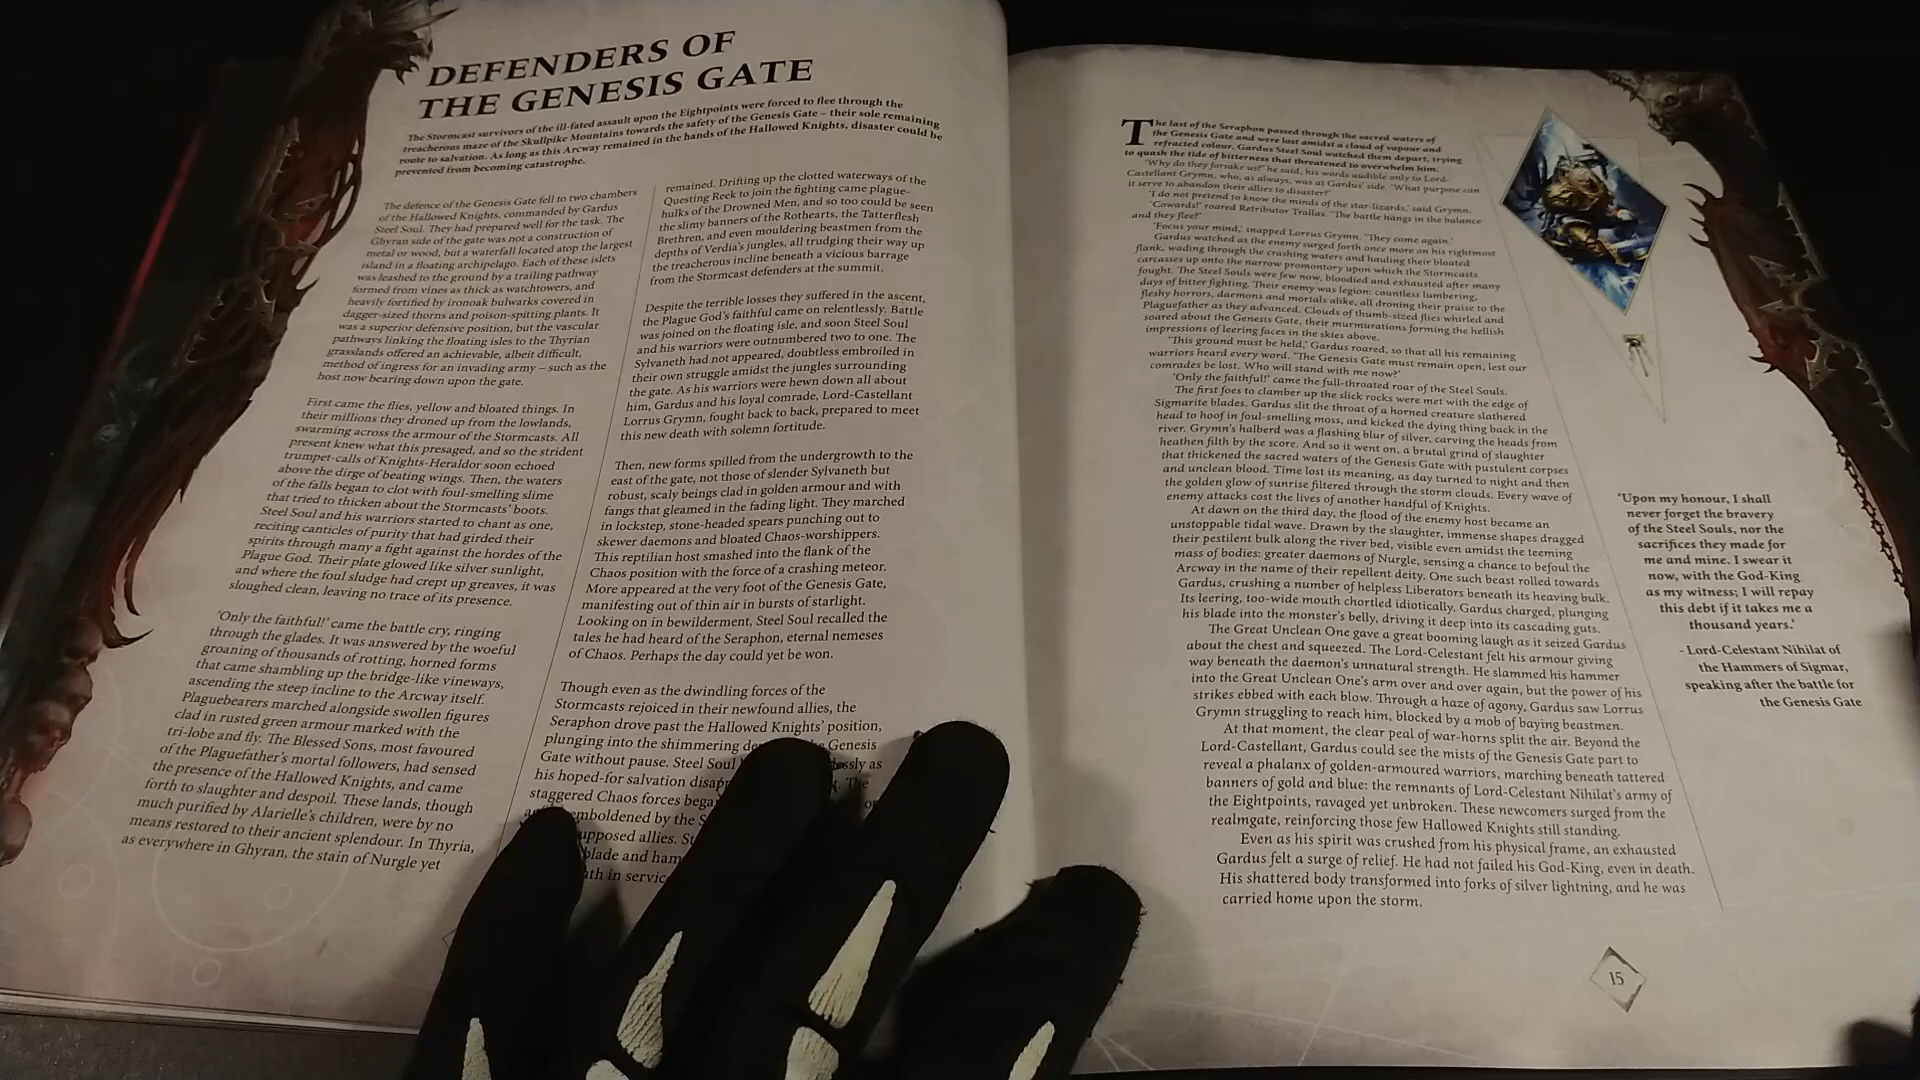 DEFENDERS OF
THE GENESIS GATE
The Stormcast survivors of the ill-fated assault upon the Eightpoints were forced to flee through the
treacherous maze of the Skullpike Mountains towards the safety of the Genesis Gate – their sole remaining
route to salvation. As long as this Arcway remained in the hands of the Hallowed Knights, disaster could be
prevented from becoming catastrophe.
The defence of the Genesis Gate fell to two chambers
of the Hallowed Knights, commanded by Gardus
Steel Soul. They had prepared well for the task. The
Ghyran side of the gate was not a construction of
metal or wood, but a waterfall located atop the largest
island in a floating archipelago. Each of these islets
was leashed to the ground by a trailing pathway
formed from vines as thick as watchtowers, and
heavily fortified by ironoak bulwarks covered in
dagger-sized thorns and poison-spitting plants. It
was a superior defensive position, but the vascular
pathways linking the floating isles to the Thyrian
grasslands offered an achievable, albeit difficult,
method of ingress for an invading army – such as the
host now bearing down upon the gate.
First came the flies, yellow and bloated things. In
their millions they droned up from the lowlands,
swarming across the armour of the Stormcasts. All
present knew what this presaged, and so the strident
trumpet-calls of Knights-Heraldor soon echoed
above the dirge of beating wings. Then, the waters
of the falls began to clot with foul-smelling slime
that tried to thicken about the Stormcasts' boots.
Steel Soul and his warriors started to chant as one,
reciting canticles of purity that had girded their
spirits through many a fight against the hordes of the
Plague God. Their plate glowed like silver sunlight,
and where the foul sludge had crept up greaves, it was
sloughed clean, leaving no trace of its presence.
'Only the faithful!' came the battle cry, ringing
through the glades. It was answered by the woeful
groaning of thousands of rotting, horned forms
that came shambling up the bridge-like vineways,
ascending the steep incline to the Arcway itself.
Plaguebearers marched alongside swollen figures
clad in rusted green armour marked with the
tri-lobe and fly. The Blessed Sons, most favoured
of the Plaguefather's mortal followers, had sensed
the presence of the Hallowed Knights, and came
forth to slaughter and despoil. These lands, though
much purified by Alarielle's children, were by no
means restored to their ancient splendour. In Thyria,
as everywhere in Ghyran, the stain of Nurgle yet
remained. Drifting up the clotted waterways of the
Questing Reek to join the fighting came plague-
hulks of the Drowned Men, and so too could be seen
the slimy banners of the Rothearts, the Tatterflesh
Brethren, and even mouldering beastmen from the
depths of Verdia's jungles, all trudging their way up
the treacherous incline beneath a vicious barrage
from the Stormcast defenders at the summit.
Despite the terrible losses they suffered in the ascent,
the Plague God's faithful came on relentlessly. Battle
was joined on the floating isle, and soon Steel Soul
and his warriors were outnumbered two to one. The
Sylvaneth had not appeared, doubtless embroiled in
their own struggle amidst the jungles surrounding
the gate. As his warriors were hewn down all about
him, Gardus and his loyal comrade, Lord-Castellant
Lorrus Grymn, fought back to back, prepared to meet
this new death with solemn fortitude.
Then, new forms spilled from the undergrowth to the
east of the gate, not those of slender Sylvaneth but
robust, scaly beings clad in golden armour and with
fangs that gleamed in the fading light. They marched
in lockstep, stone-headed spears punching out to
skewer daemons and bloated Chaos-worshippers.
This reptilian host smashed into the flank of the
Chaos position with the force of a crashing meteor.
More appeared at the very foot of the Genesis Gate,
manifesting out of thin air in bursts of starlight.
Looking on in bewilderment, Steel Soul recalled the
tales he had heard of the Seraphon, eternal nemeses
of Chaos. Perhaps the day could yet be won.
Though even as the dwindling forces of the
Stormcasts rejoiced in their newfound allies, the
Seraphon drove past the Hallowed Knights' position,
plunging into the shimmering Genesis
Gate without pause. Steel Soul as
his hoped-for salvation The
staggered Chaos forces
emboldened by the
supposed allies.
blade and
in
The last of the Seraphon passed through the sacred waters of
the Genesis Gate and were lost amidst a cloud of vapour and
refracted colour. Gardus Steel Soul watched them depart, trying
to quash the tide of bitterness that threatened to overwhelm him.
'Why do they forsake us?' he said, his words audible only to Lord-
Castellant Grymn, who, as always, was at Gardus' side. 'What purpose can
it serve to abandon their allies to disaster?'
'I do not pretend to know the minds of the star-lizards,' said Grymn.
'Cowards!' roared Retributor Trallas. 'The battle hangs in the balance
and they flee?'
'Focus your mind,' snapped Lorrus Grymn. 'They come again.'
Gardus watched as the enemy surged forth once more on his rightmost
flank, wading through the crashing waters and hauling their bloated
carcasses up onto the narrow promontory upon which the Stormcasts
fought. The Steel Souls were few now, bloodied and exhausted after many
days of bitter fighting. Their enemy was legion: countless lumbering,
fleshy horrors, daemons and mortals alike, all droning their praise to the
Plaguefather as they advanced. Clouds of thumb-sized flies whirled and
soared about the Genesis Gate, their murmurations forming the hellish
impressions of leering faces in the skies above.
'This ground must be held,' Gardus roared, so that all his remaining
warriors heard every word. 'The Genesis Gate must remain open, lest our
comrades be lost. Who will stand with me now?'
'Only the faithful!' came the full-throated roar of the Steel Souls.
The first foes to clamber up the slick rocks were met with the edge of
Sigmarite blades. Gardus slit the throat of a horned creature slathered
head to hoof in foul-smelling moss, and kicked the dying thing back in the
river. Grymn's halberd was a flashing blur of silver, carving the heads from
heathen filth by the score. And so it went on, a brutal grind of slaughter
that thickened the sacred waters of the Genesis Gate with pustulent corpses
and unclean blood. Time lost its meaning, as day turned to night and then
the golden glow of sunrise filtered through the storm clouds. Every wave of
enemy attacks cost the lives of another handful of Knights.
At dawn on the third day, the flood of the enemy host became an
unstoppable tidal wave. Drawn by the slaughter, immense shapes dragged
their pestilent bulk along the river bed, visible even amidst the teeming
mass of bodies: greater daemons of Nurgle, sensing a chance to befoul the
Arcway in the name of their repellent deity. One such beast rolled towards
Gardus, crushing a number of helpless Liberators beneath its heaving bulk.
Its leering, too-wide mouth chortled idiotically. Gardus charged, plunging
his blade into the monster's belly, driving it deep into its cascading guts.
The Great Unclean One gave a great booming laugh as it seized Gardus
about the chest and squeezed. The Lord-Celestant felt his armour giving
way beneath the daemon's unnatural strength. He slammed his hammer
into the Great Unclean One's arm over and over again, but the power of his
strikes ebbed with each blow. Through a haze of agony, Gardus saw Lorrus
Grymn struggling to reach him, blocked by a mob of baying beastmen.
At that moment, the clear peal of war-horns split the air. Beyond the
Lord-Castellant, Gardus could see the mists of the Genesis Gate part to
reveal a phalanx of golden-armoured warriors, marching beneath tattered
banners of gold and blue: the remnants of Lord-Celestant Nihilat's army of
the Eightpoints, ravaged yet unbroken. These newcomers surged from the
realmgate, reinforcing those few Hallowed Knights still standing.
Even as his spirit was crushed from his physical frame, an exhausted
Gardus felt a surge of relief. He had not failed his God-King, even in death.
His shattered body transformed into forks of silver lightning, and he was
carried home upon the storm.
'Upon my honour, I shall
never forget the bravery
of the Steel Souls, nor the
sacrifices they made for
me and mine. I swear it
now, with the God-King
as my witness; I will repay
this debt if it takes me a
thousand years.'
- Lord-Celestant Nihilat of
the Hammers of Sigmar,
speaking after the battle for
the Genesis Gate
15